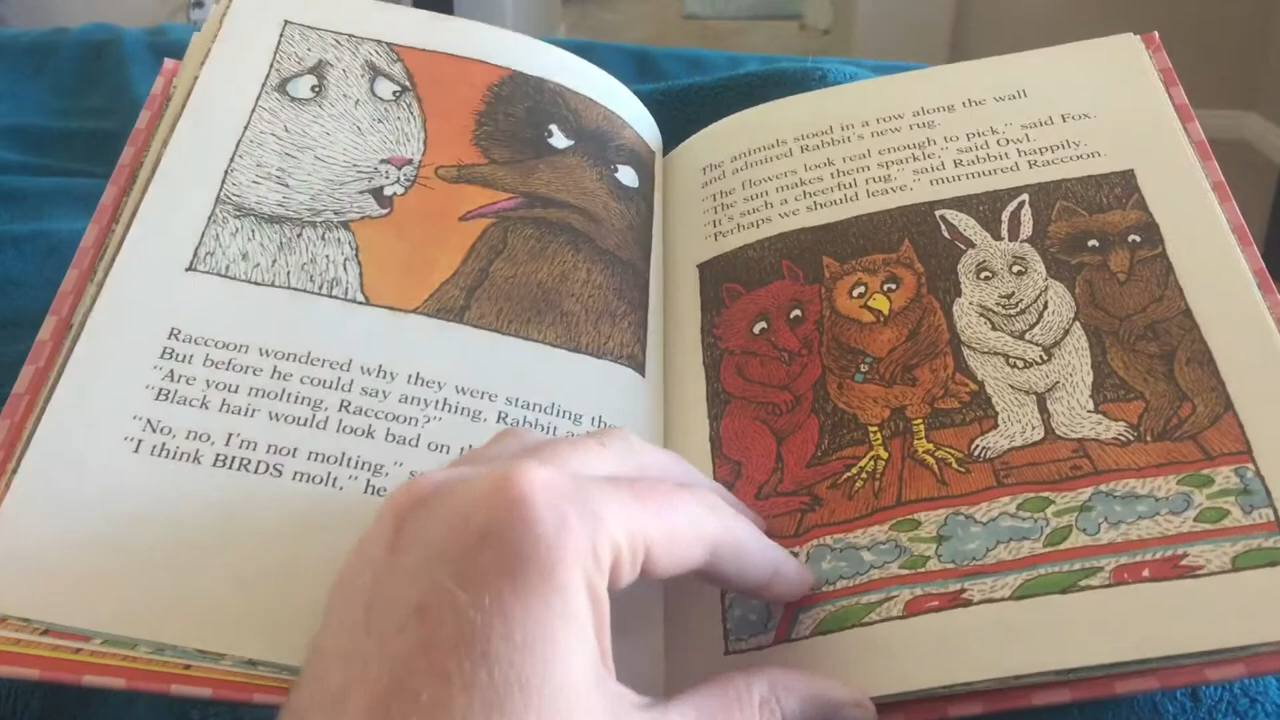 Raccoon wondered why they were standing the
But before he could say anything, Rabbit a
"Are you molting, Raccoon?"
"Black hair would look bad on
"No, no, I'm not molting,"
"I think BIRDS molt," he
The animals stood in a row along the wall
and admired Rabbit's new rug.
"The flowers look real enough to pick," said Fox.
"The sun makes them sparkle," said Owl.
"It's such a cheerful rug," said Rabbit happily.
"Perhaps we should leave," murmured Raccoon.